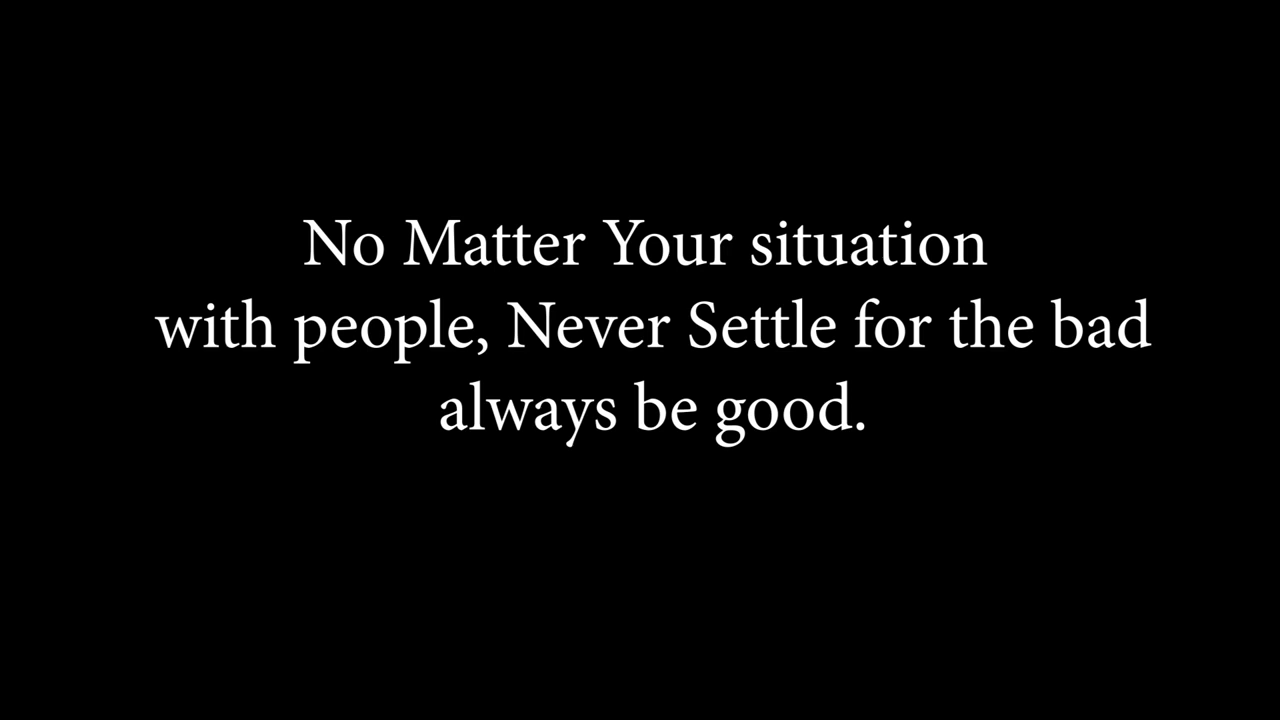 No Matter Your situation
with people, Never Settle for the bad
always be good.